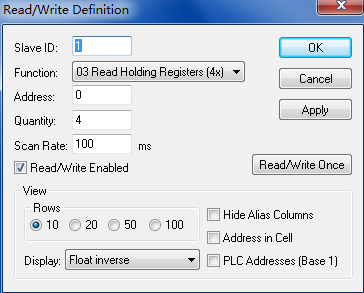 Read/Write Definition
Slave ID: 1
OK
Function: 03 Read Holding Registers (4x)
Cancel
Address: 0
Quantity: 4
Apply
Scan Rate: 100 ms
Read/Write Enabled
Read/Write Once
View
Rows
10 20 50 100
Hide Alias Columns
Address in Cell
Display: Float inverse
PLC Addresses (Base 1)